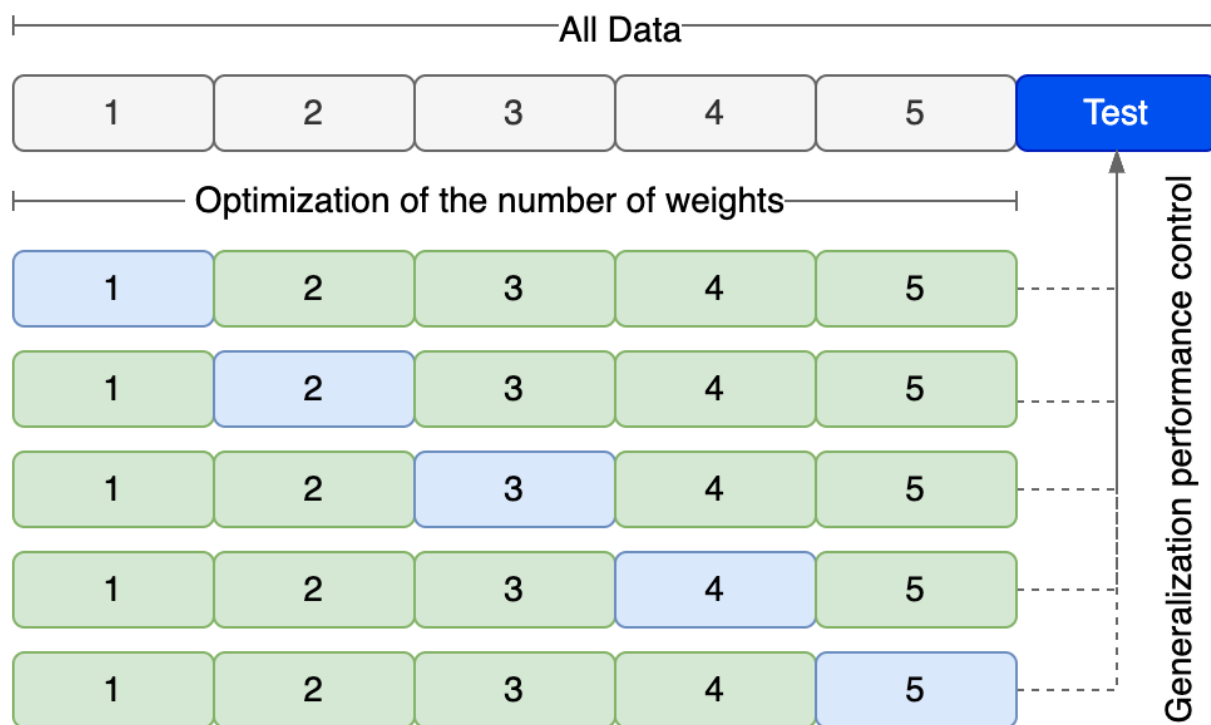 All Data
1 2 3 4 5 Test
Optimization of the number of weights
1 2 3 4 5
1 2 3 4 5
1 2 3 4 5
1 2 3 4 5
1 2 3 4 5
Generalization performance control